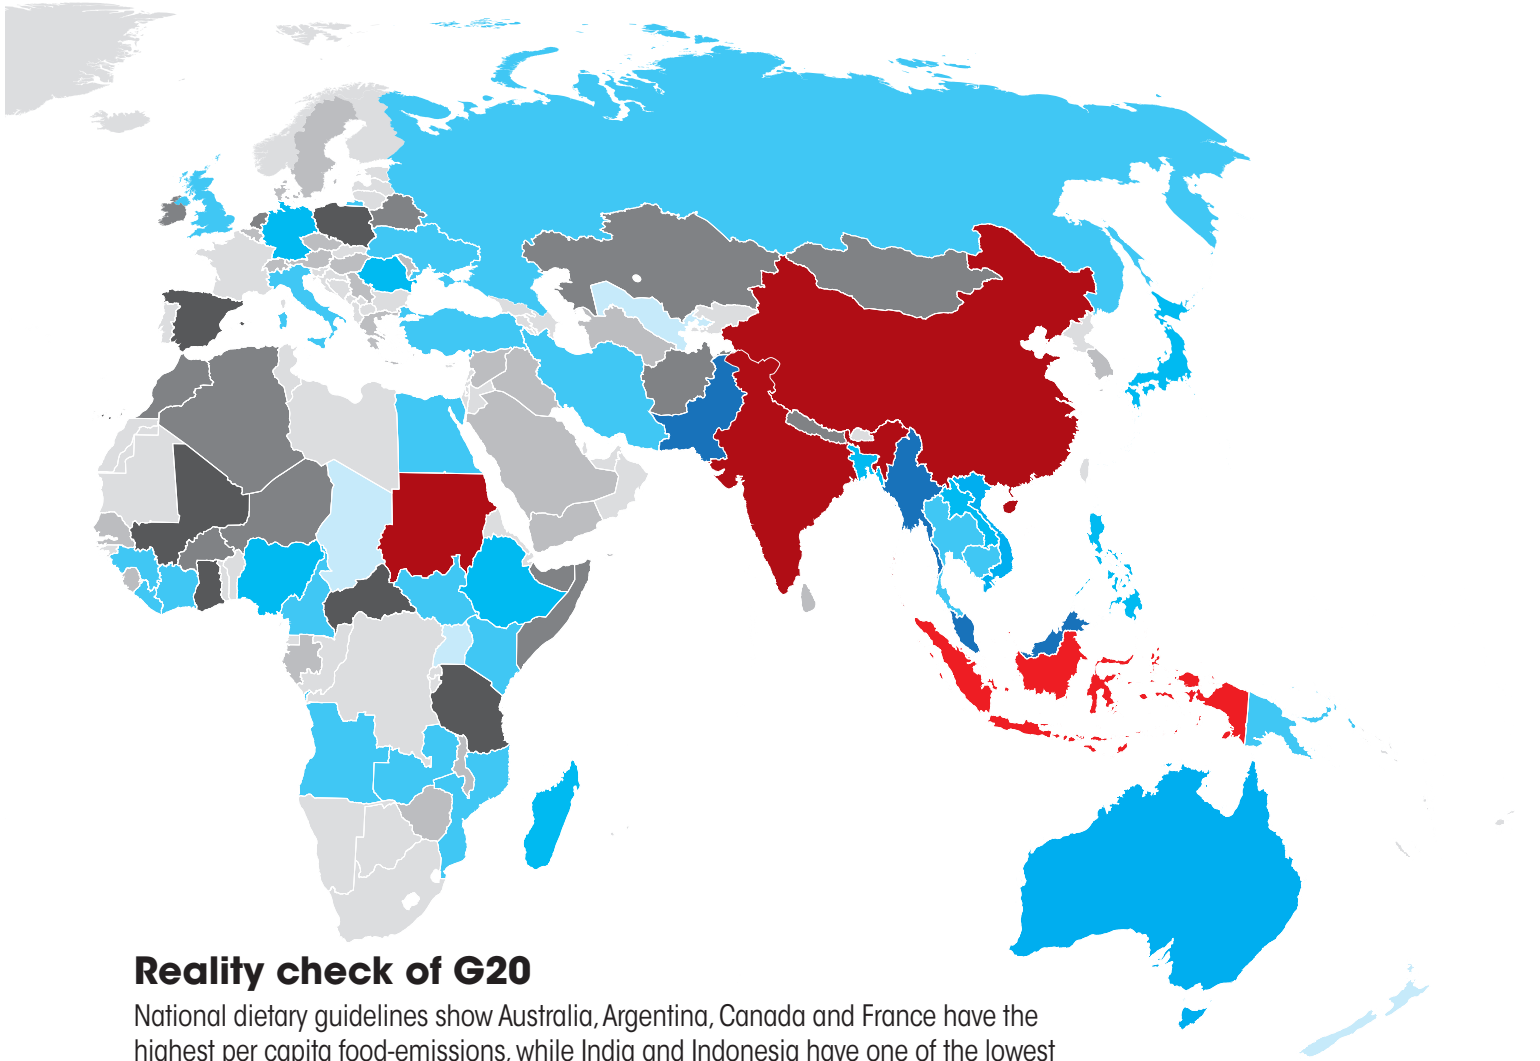 Reality check of G20
National dietary guidelines show Australia, Argentina, Canada and France have the
highest per capita food-emissions, while India and Indonesia have one of the lowest